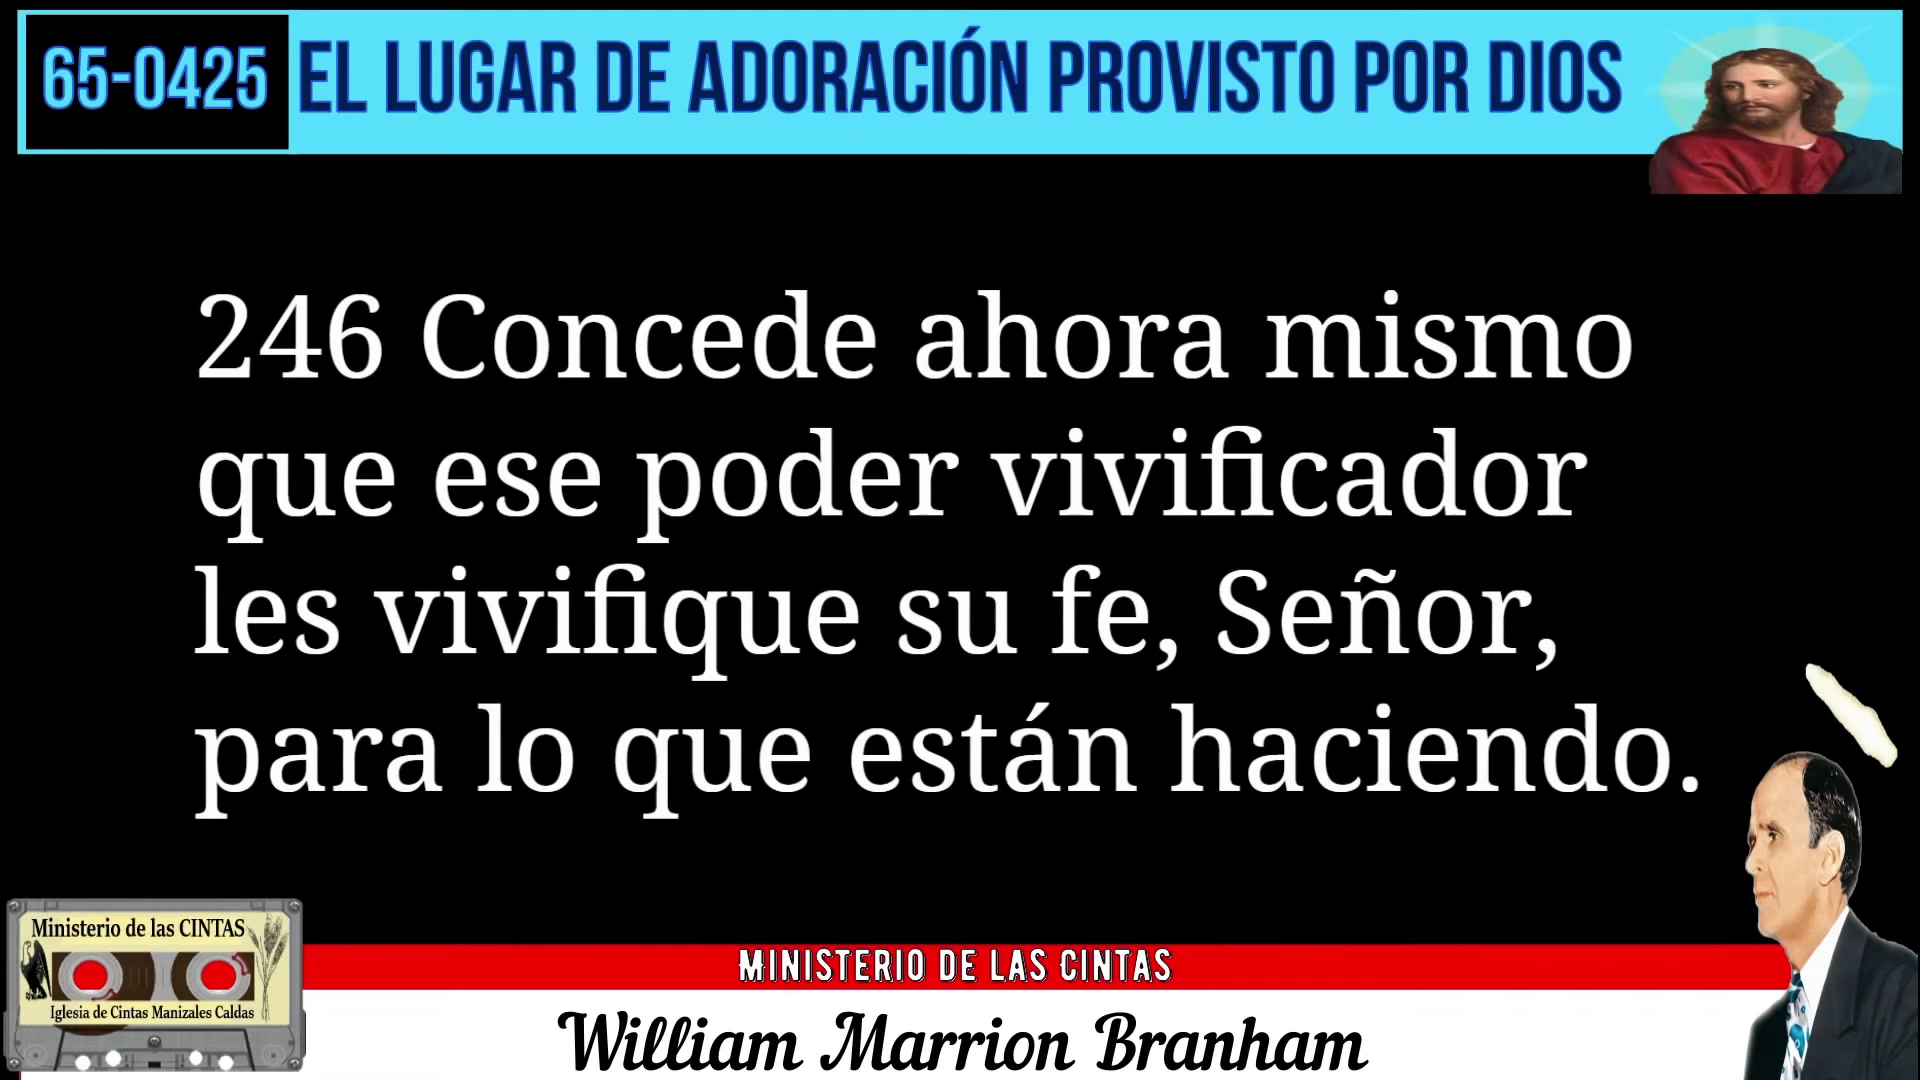 65-0425
EL LUGAR DE ADORACIÓN PROVISTO POR DIOS
246 Concede ahora mismo
que ese poder vivificador
les vivifique su fe, Señor,
para lo que están haciendo.
Ministerio de las CINTAS
Iglesia de Cintas Manizales Caldas
MINISTERIO DE LAS CINTAS
William Marrion Branham